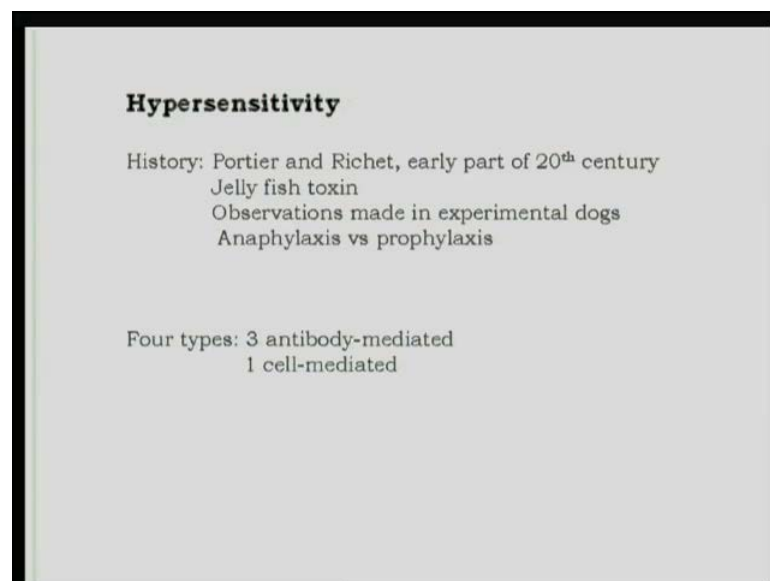 Hypersensitivity
History: Portier and Richet, early part of 20th century
Jelly fish toxin
Observations made in experimental dogs
Anaphylaxis vs prophylaxis
Four types: 3 antibody-mediated
1 cell-mediated